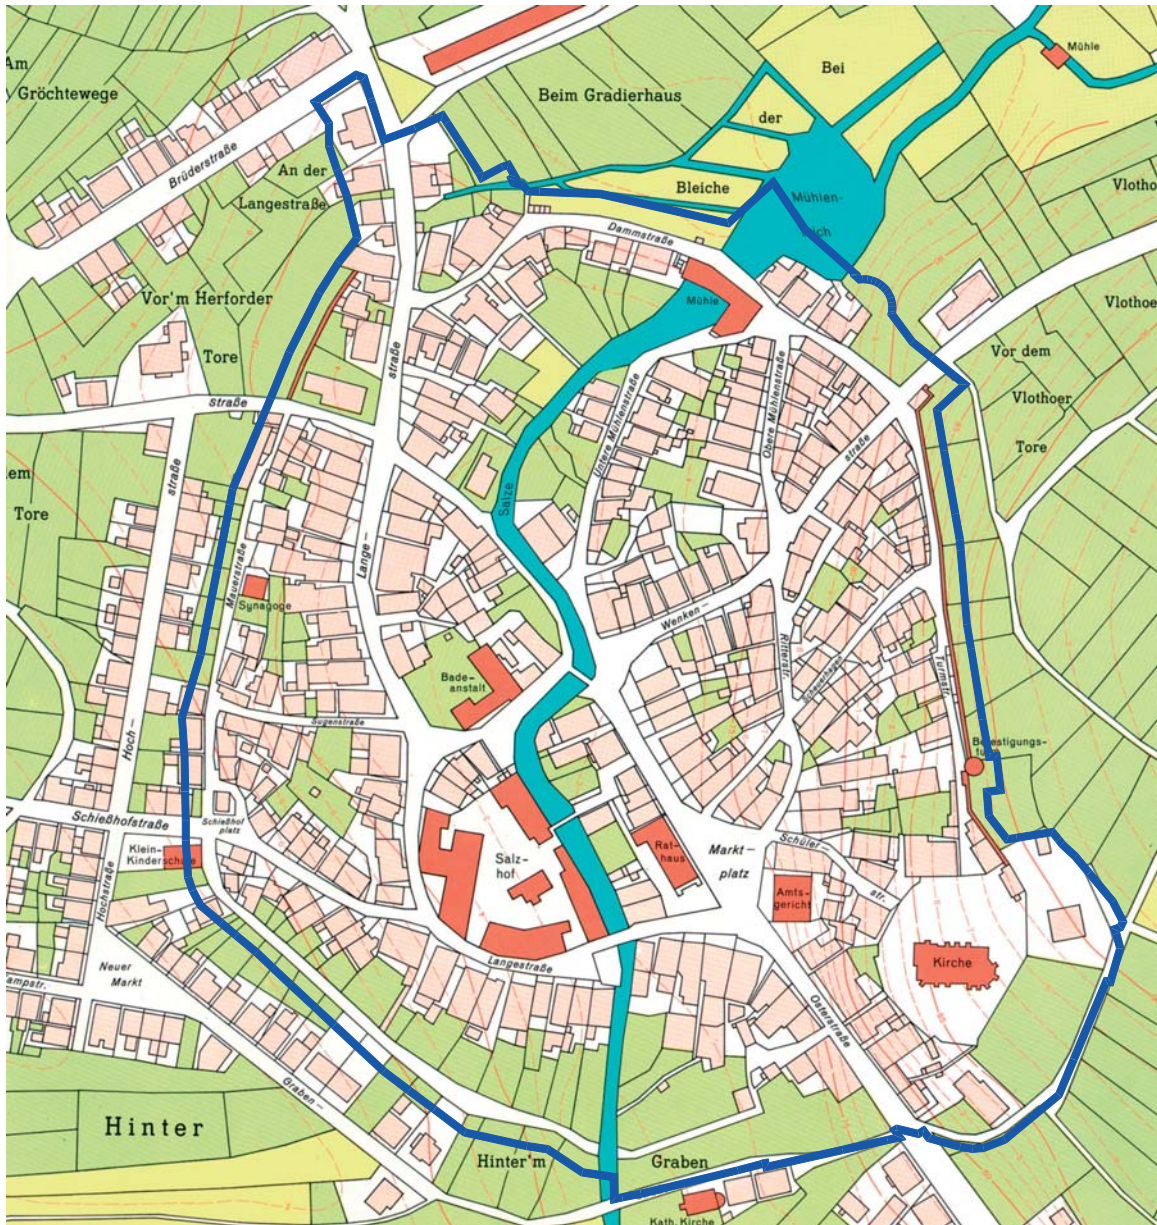 Mühle
Am
Gröchtewege
Bei
Beim Gradierhaus
der
Brüderstraße
An der
Langestraße
Bleiche
Mühlen-
teich
Vlotho
Dammstraße
Vor'm Herforder
Tore
Mühle
Vlothoe
Vor dem
Vlothoer
Tore
straße
straße
Untere Mühlenstraße
Obere Mühlenstraße
straße
straße
Tore
Salze
Lange-
Mauerstraße
Synagoge
Wenken-
Ritterstr.
Turmstr.
Bade-
anstalt
Sugenstraße
Hoch-
Befestigungs-
Schießhofstraße
Schießhof
platz
Klein-
Kinderschule
Salz-
hof
Rat-
haus
Markt-
platz
Schüler-
str.
Amts-
gericht
Hochstraße
Langestraße
Kirche
Neuer
Markt
ampstr.
Osterstraße
Graben-
Hinter
Hinter'm
Graben
Kath. Kirche